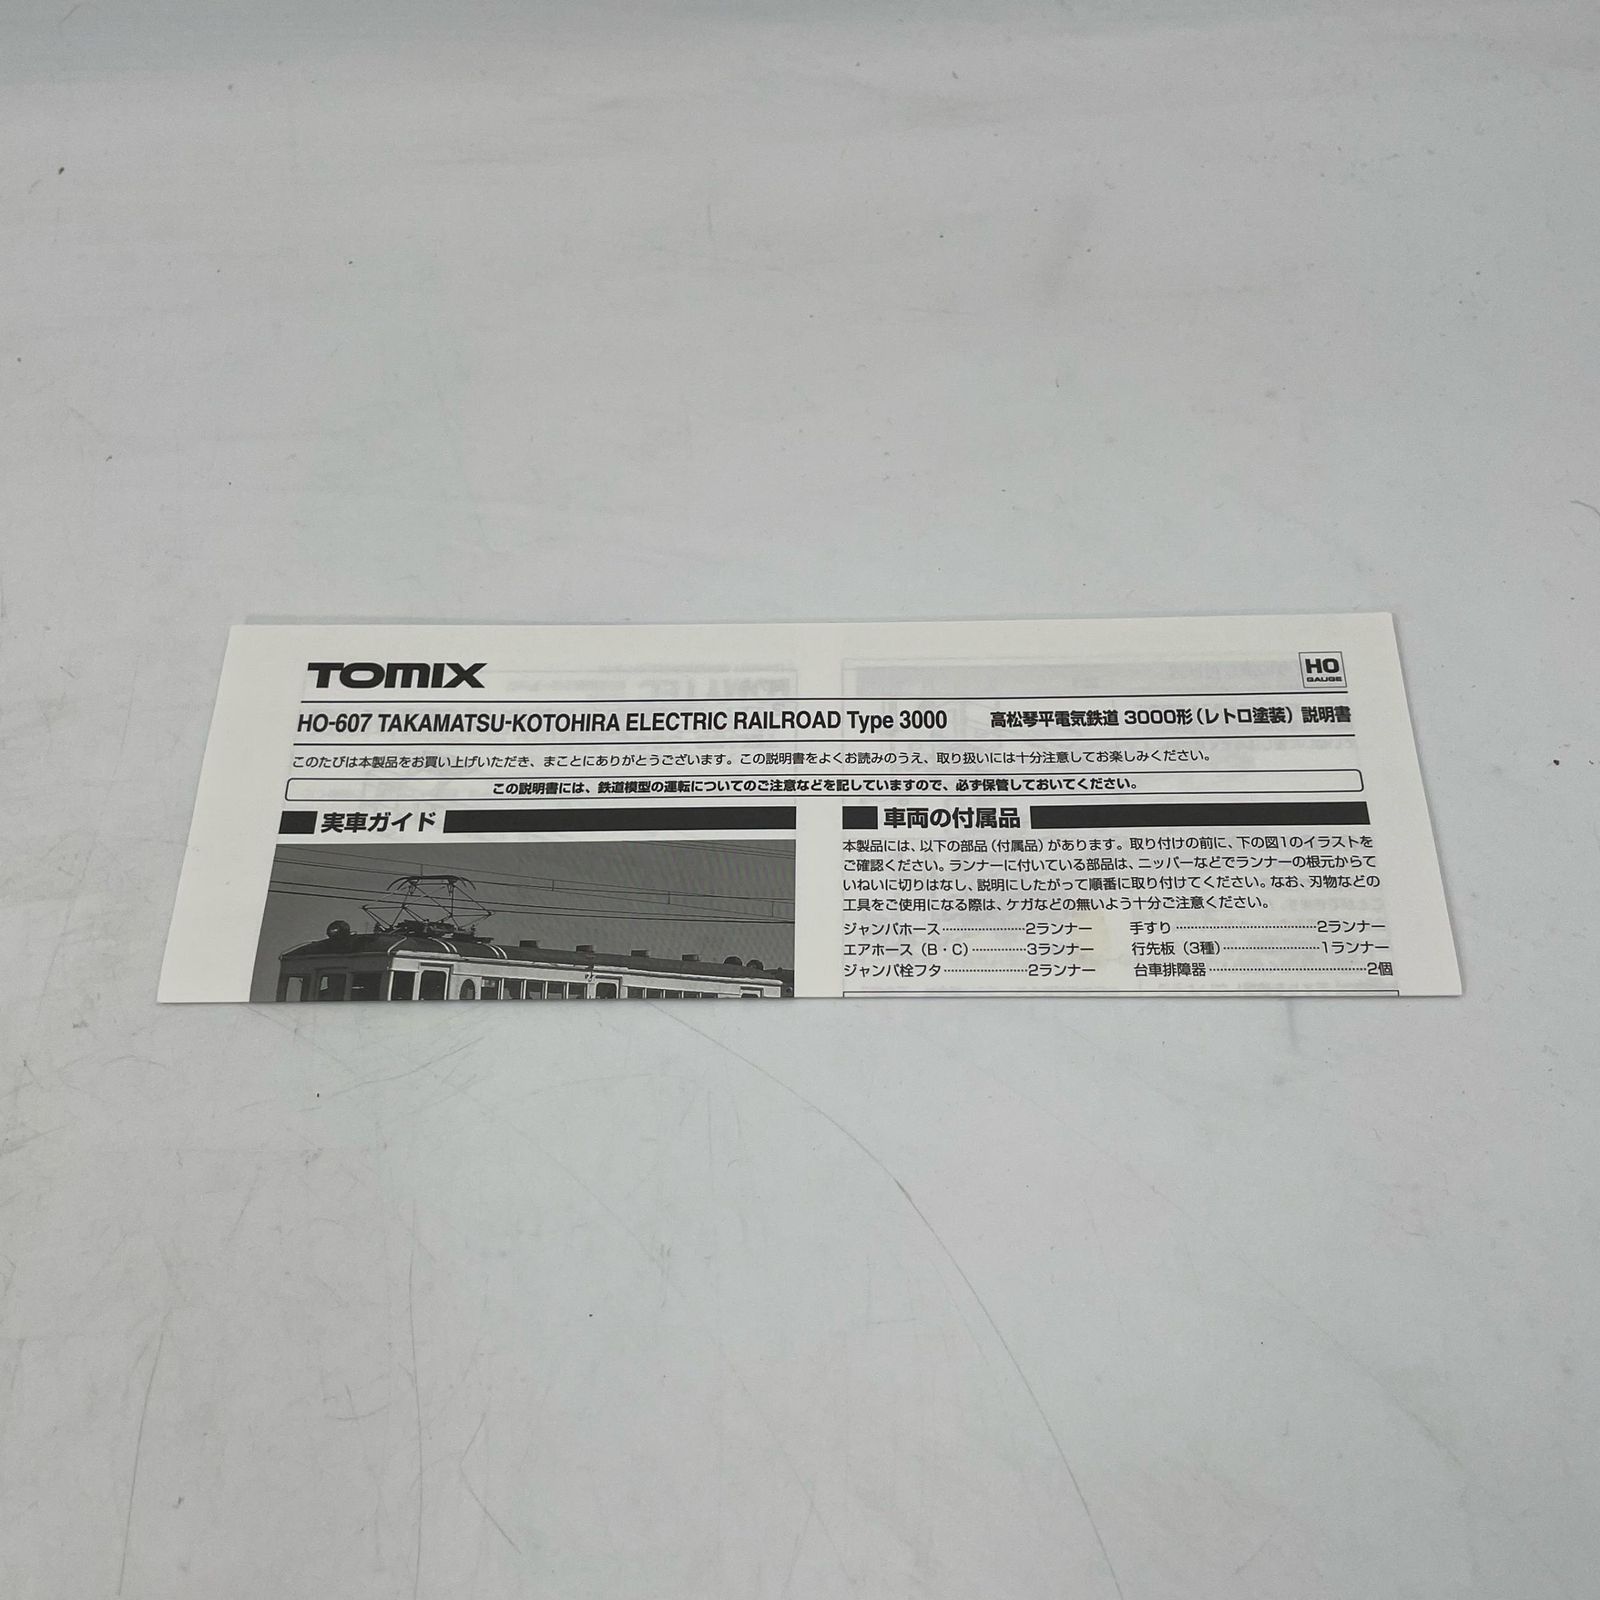 TOMIX
HO
GAUGE
HO-607 TAKAMATSU-KOTOHIRA ELECTRIC RAILROAD Type 3000 高松琴平電気鉄道 3000形(レトロ塗装)説明書
このたびは本製品をお買い上げいただき、まことにありがとうございます。この説明書をよくお読みのうえ、取り扱いには十分注意してお楽しみください。
この説明書には、鉄道模型の運転についてのご注意などを記していますので、必ず保管しておいてください。
実車ガイド
車両の付属品
本製品には、以下の部品(付属品)があります。取り付けの前に、下の図1のイラストを
ご確認ください。ランナーに付いている部品は、ニッパーなどでランナーの根元からて
いねいに切りはなし、説明にしたがって順番に取り付けてください。なお、刃物などの
工具をご使用になる際は、ケガなどの無いよう十分ご注意ください。
ジャンパホース…………………2ランナー 手すり…………………2ランナー
エアホース(B・C)…………3ランナー 行先板(3種)…………………1ランナー
ジャンパ栓フタ…………………2ランナー 台車排障器…………………2個